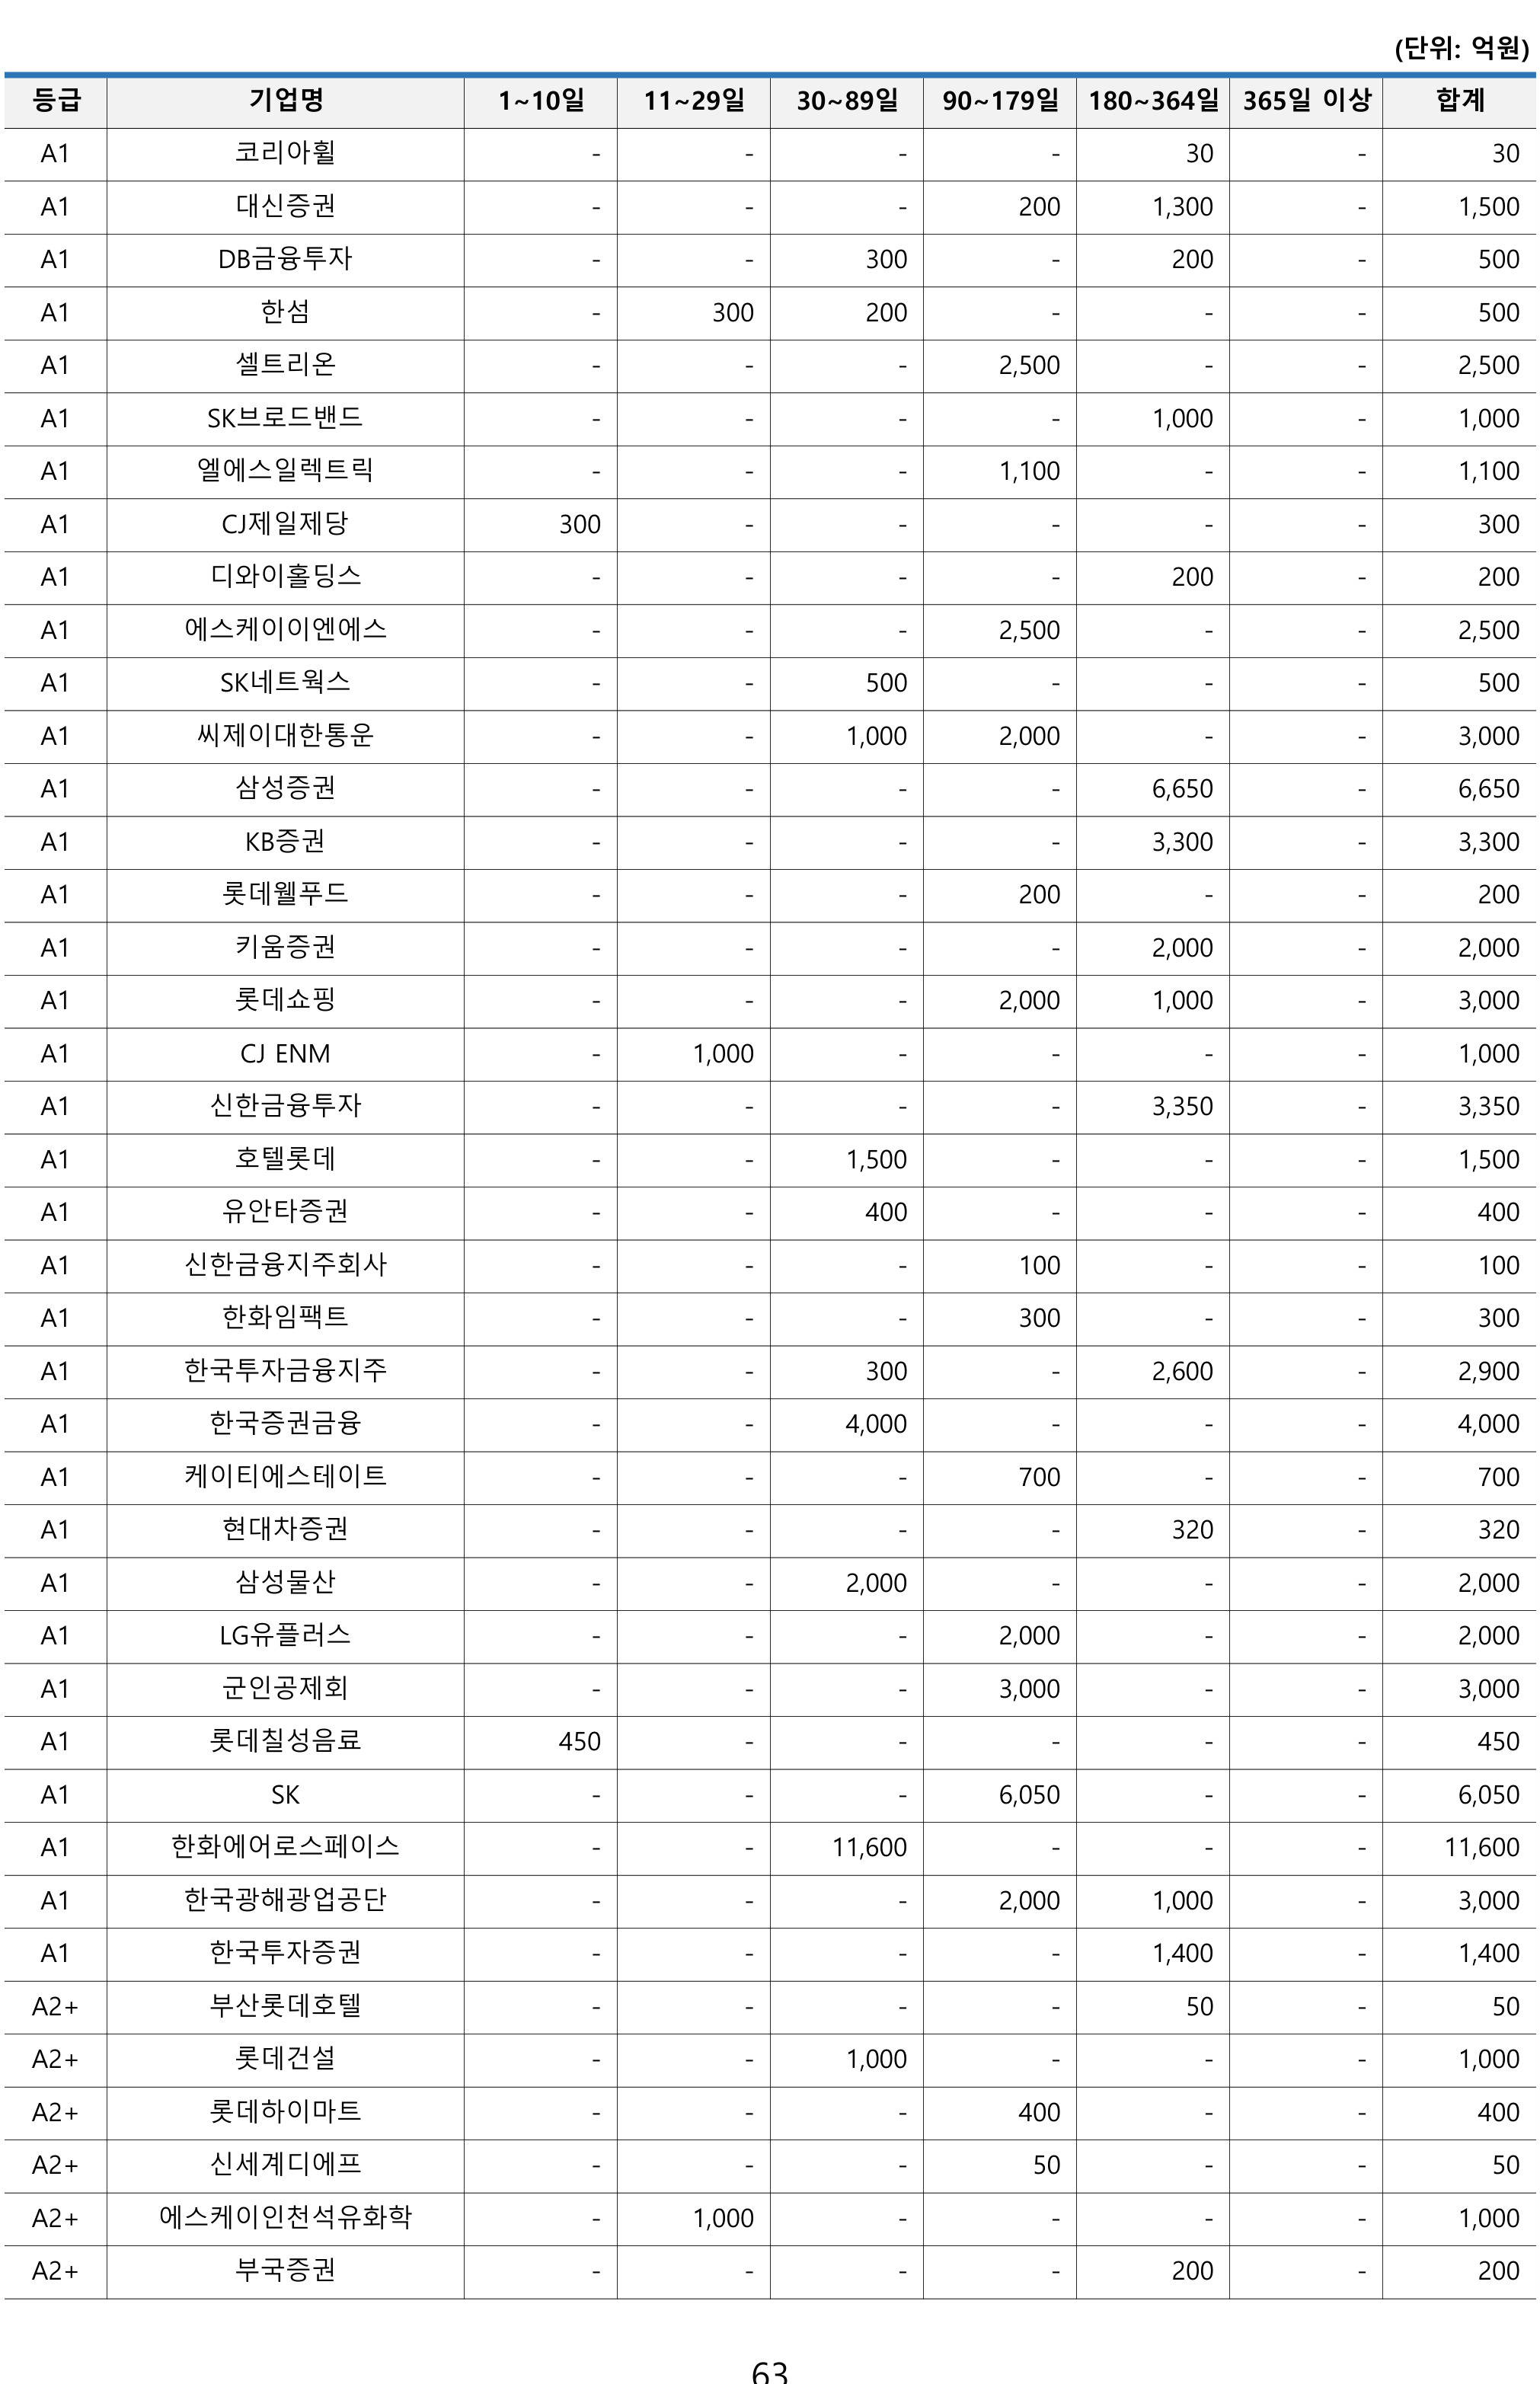 (단위: 억원)
등급 기업명 1~10일 11~29일 30~89일 90~179일 180~364일 365일 이상 합계
A1 코리아휠 - - - - 30 - 30
A1 대신증권 - - - 200 1,300 - 1,500
A1 DB금융투자 - - 300 - 200 - 500
A1 한섬 - 300 200 - - - 500
A1 셀트리온 - - - 2,500 - - 2,500
A1 SK브로드밴드 - - - - 1,000 - 1,000
A1 엘에스일렉트릭 - - - 1,100 - - 1,100
A1 CJ제일제당 300 - - - - - 300
A1 디와이홀딩스 - - - - 200 - 200
A1 에스케이이엔에스 - - - 2,500 - - 2,500
A1 SK네트웍스 - - 500 - - - 500
A1 씨제이대한통운 - - 1,000 2,000 - - 3,000
A1 삼성증권 - - - - 6,650 - 6,650
A1 KB증권 - - - - 3,300 - 3,300
A1 롯데웰푸드 - - - 200 - - 200
A1 키움증권 - - - - 2,000 - 2,000
A1 롯데쇼핑 - - - 2,000 1,000 - 3,000
A1 CJ ENM - 1,000 - - - - 1,000
A1 신한금융투자 - - - - 3,350 - 3,350
A1 호텔롯데 - - 1,500 - - - 1,500
A1 유안타증권 - - 400 - - - 400
A1 신한금융지주회사 - - - 100 - - 100
A1 한화임팩트 - - - 300 - - 300
A1 한국투자금융지주 - - 300 - 2,600 - 2,900
A1 한국증권금융 - - 4,000 - - - 4,000
A1 케이티에스테이트 - - - 700 - - 700
A1 현대차증권 - - - - 320 - 320
A1 삼성물산 - - 2,000 - - - 2,000
A1 LG유플러스 - - - 2,000 - - 2,000
A1 군인공제회 - - - 3,000 - - 3,000
A1 롯데칠성음료 450 - - - - - 450
A1 SK - - - 6,050 - - 6,050
A1 한화에어로스페이스 - - 11,600 - - - 11,600
A1 한국광해광업공단 - - - 2,000 1,000 - 3,000
A1 한국투자증권 - - - - 1,400 - 1,400
A2+ 부산롯데호텔 - - - - 50 - 50
A2+ 롯데건설 - - 1,000 - - - 1,000
A2+ 롯데하이마트 - - - 400 - - 400
A2+ 신세계디에프 - - - 50 - - 50
A2+ 에스케이인천석유화학 - 1,000 - - - - 1,000
A2+ 부국증권 - - - - 200 - 200
63